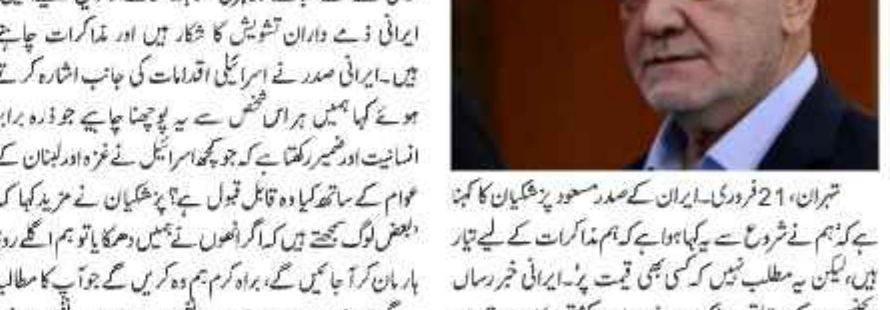 تہران، 21 فروری۔ ایران کے صدر مسعود پزشکیان کا کہنا
ہے کہ ’ہم نے شروع سے یہ کہا ہوا ہے کہ ہم مذاکرات کے لیے تیار
ہیں، لیکن یہ مطلب نہیں کہ کسی بھی قیمت پر‘۔ ایرانی خبر رساں
ایرانی ذمے داران تشویش کا شکار ہیں اور مذاکرات چاہتے
ہیں۔ ایرانی صدر نے اسرائیلی اقدامات کی جانب اشارہ کرتے
ہوئے کہا ہمیں ہر اس شخص سے یہ پوچھنا چاہیے جو ذرہ برابر
انسانیت اور ضمیر رکھتا ہے کہ جو کچھ اسرائیل نے غزہ اور لبنان کے
عوام کے ساتھ کیا وہ قابل قبول ہے؟ پزشکیان نے مزید کہا کہ
’بعض لوگ سمجھتے ہیں کہ اگر انھوں نے ہمیں دھمکایا تو ہم اگلے روز
ہار مان کر آ جائیں گے، براہ کرم ہم وہ کریں گے جو آپ کا مطالبہ